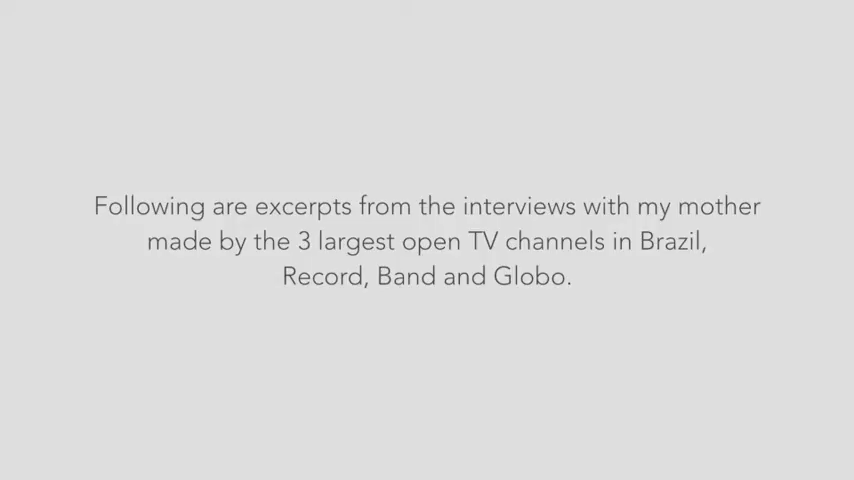 Following are excerpts from the interviews with my mother
made by the 3 largest open TV channels in Brazil,
Record, Band and Globo.